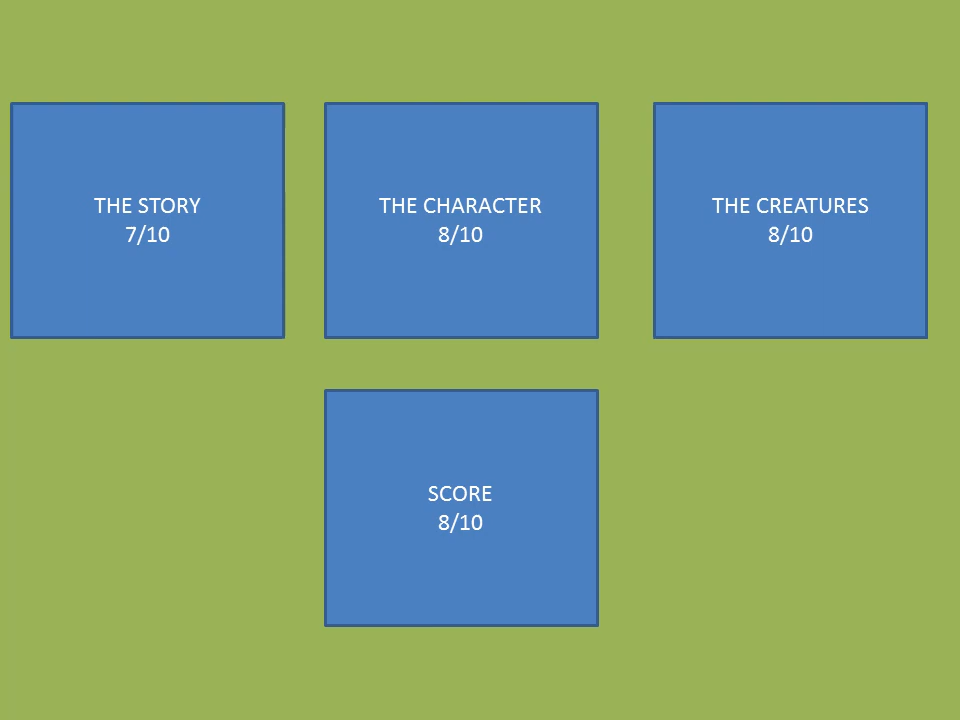 THE STORY
7/10
THE CHARACTER
8/10
THE CREATURES
8/10
SCORE
8/10